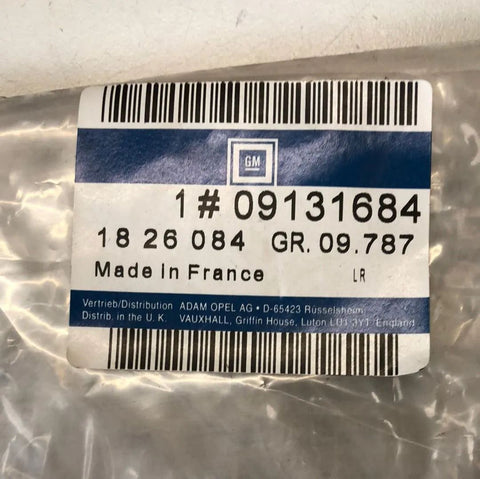 GM
1 # 09131684
18 26 084 GR. 09.787
Made in France LR
Vertrieb/Distribution ADAM OPEL AG • D-65423 Rüsselsheim
Distrib. in the U. K. VAUXHALL, Griffin House, Luton LU1 3YT England